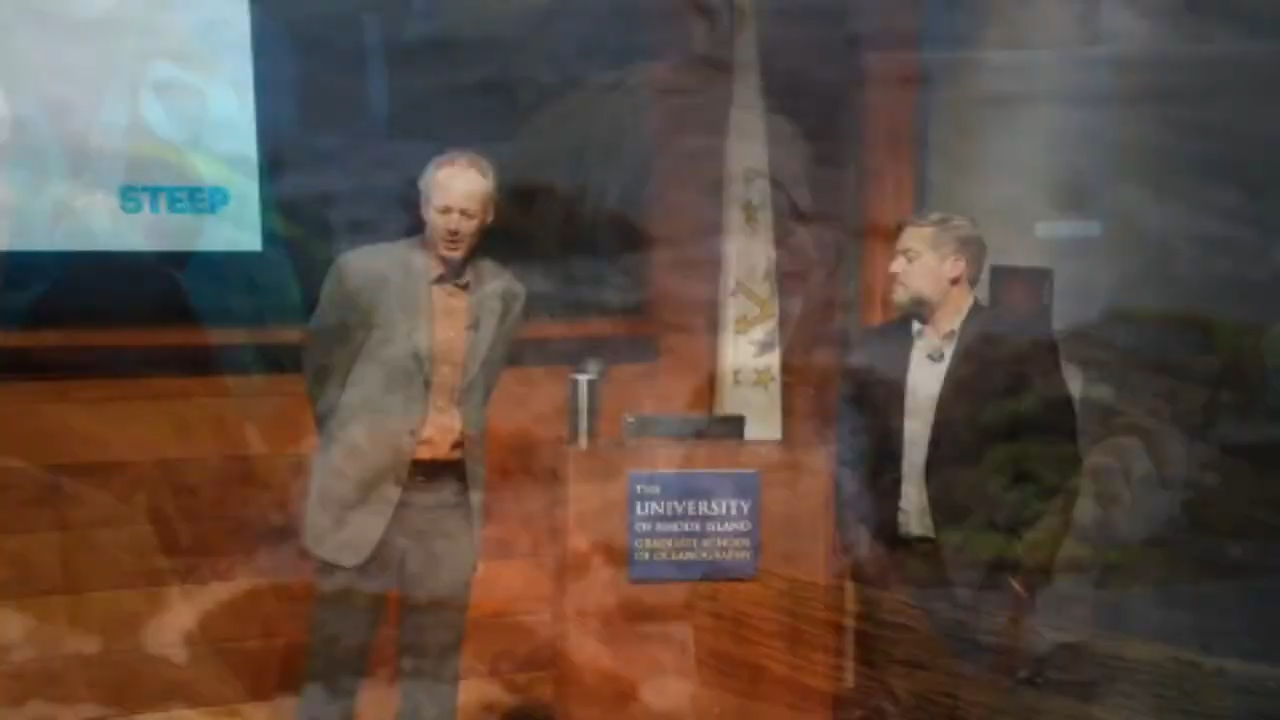 STEEP
THE
UNIVERSITY
OF RHODE ISLAND
GRADUATE SCHOOL
OF OCEANOGRAPHY